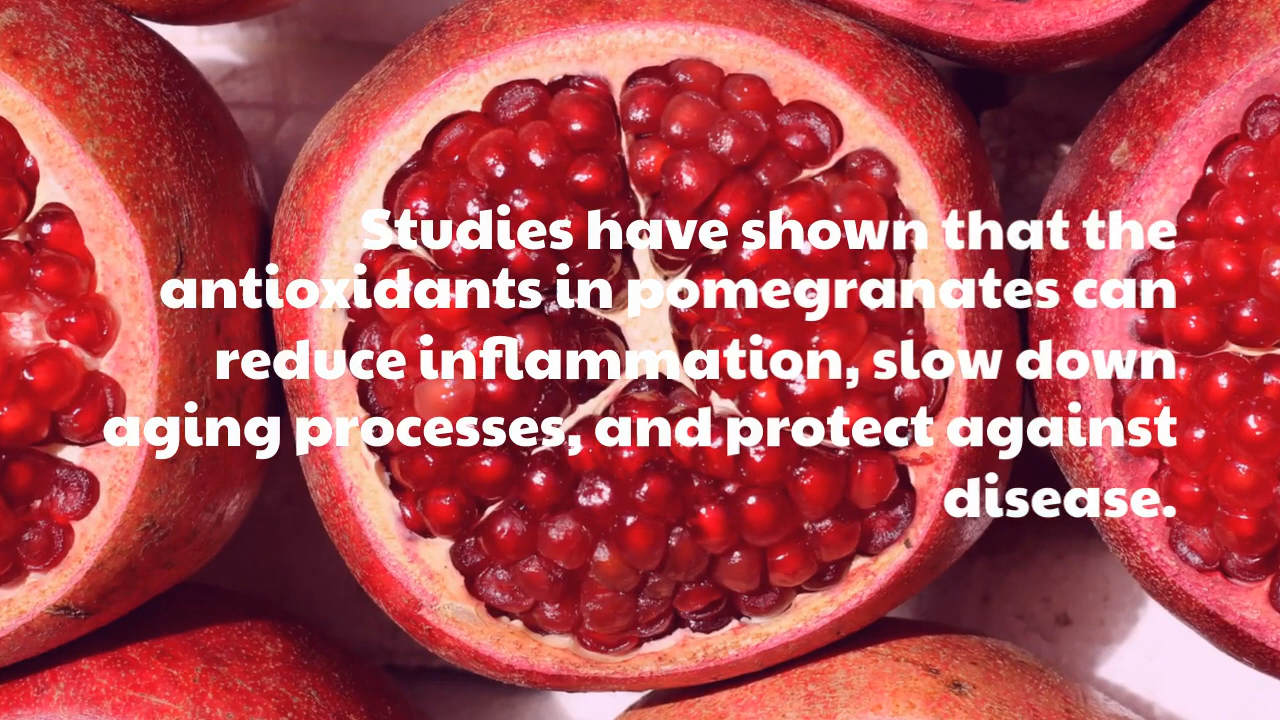 Studies have shown that the
antioxidants in pomegranates can
reduce inflammation, slow down
aging processes, and protect against
disease.